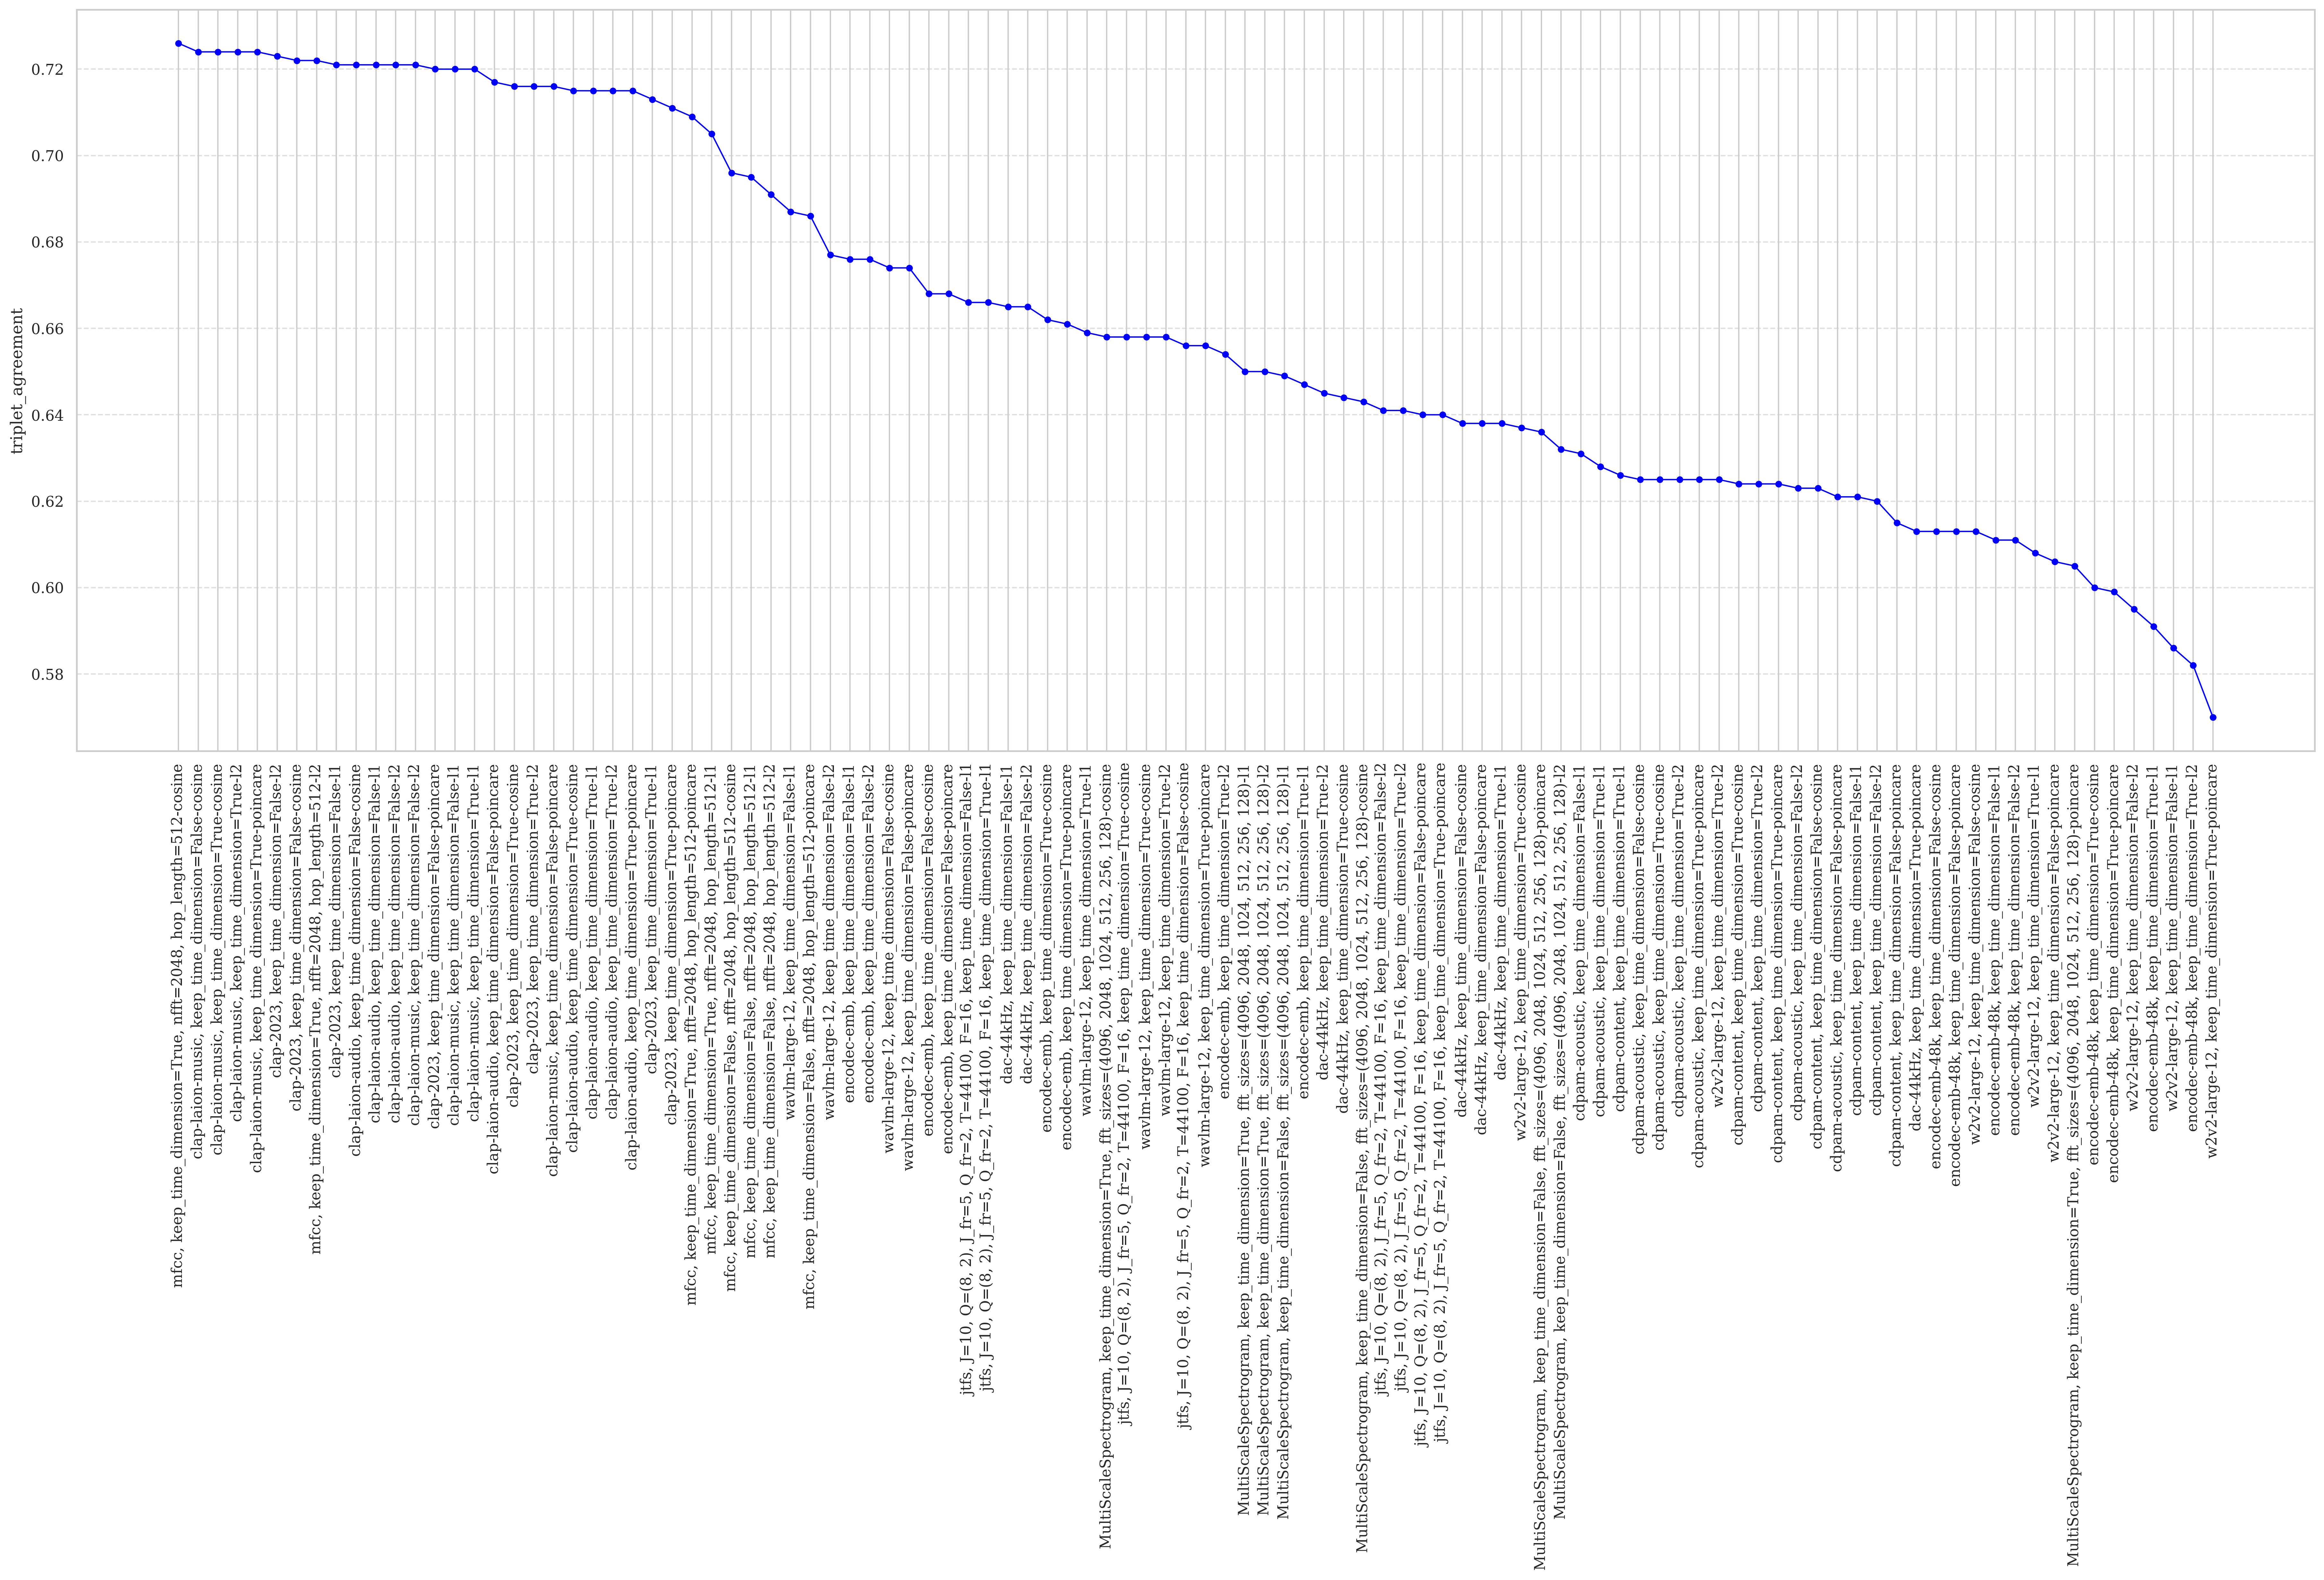 0.72
0.70
0.68
0.66
0.64
0.62
0.60
0.58
triplet_agreement
mfcc, keep_time_dimension=True, nfft=2048, hop_length=512-cosine
clap-laion-music, keep_time_dimension=False-cosine
clap-laion-music, keep_time_dimension=True-cosine
clap-laion-music, keep_time_dimension=True-l2
clap-laion-music, keep_time_dimension=True-poincare
clap-2023, keep_time_dimension=False-l2
clap-2023, keep_time_dimension=False-cosine
mfcc, keep_time_dimension=True, nfft=2048, hop_length=512-l2
clap-2023, keep_time_dimension=False-l1
clap-laion-audio, keep_time_dimension=False-cosine
clap-laion-audio, keep_time_dimension=False-l1
clap-laion-audio, keep_time_dimension=False-l2
clap-laion-music, keep_time_dimension=False-l2
clap-2023, keep_time_dimension=False-poincare
clap-laion-music, keep_time_dimension=False-l1
clap-laion-music, keep_time_dimension=True-l1
clap-laion-audio, keep_time_dimension=False-poincare
clap-2023, keep_time_dimension=True-cosine
clap-2023, keep_time_dimension=True-l2
clap-laion-music, keep_time_dimension=False-poincare
clap-laion-audio, keep_time_dimension=True-cosine
clap-laion-audio, keep_time_dimension=True-l1
clap-laion-audio, keep_time_dimension=True-l2
clap-laion-audio, keep_time_dimension=True-poincare
clap-2023, keep_time_dimension=True-l1
clap-2023, keep_time_dimension=True-poincare
mfcc, keep_time_dimension=True, nfft=2048, hop_length=512-poincare
mfcc, keep_time_dimension=True, nfft=2048, hop_length=512-l1
mfcc, keep_time_dimension=False, nfft=2048, hop_length=512-cosine
mfcc, keep_time_dimension=False, nfft=2048, hop_length=512-l1
mfcc, keep_time_dimension=False, nfft=2048, hop_length=512-l2
wavlm-large-12, keep_time_dimension=False-l1
mfcc, keep_time_dimension=False, nfft=2048, hop_length=512-poincare
wavlm-large-12, keep_time_dimension=False-l2
encodec-emb, keep_time_dimension=False-l1
encodec-emb, keep_time_dimension=False-l2
wavlm-large-12, keep_time_dimension=False-cosine
wavlm-large-12, keep_time_dimension=False-poincare
encodec-emb, keep_time_dimension=False-cosine
encodec-emb, keep_time_dimension=False-poincare
jtfs, J=10, Q=(8, 2), J_fr=5, Q_fr=2, T=44100, F=16, keep_time_dimension=False-l1
jtfs, J=10, Q=(8, 2), J_fr=5, Q_fr=2, T=44100, F=16, keep_time_dimension=True-l1
dac-44kHz, keep_time_dimension=False-l1
dac-44kHz, keep_time_dimension=False-l2
encodec-emb, keep_time_dimension=True-cosine
encodec-emb, keep_time_dimension=True-poincare
wavlm-large-12, keep_time_dimension=True-l1
MultiScaleSpectrogram, keep_time_dimension=True, fft_sizes=(4096, 2048, 1024, 512, 256, 128)-cosine
jtfs, J=10, Q=(8, 2), J_fr=5, Q_fr=2, T=44100, F=16, keep_time_dimension=True-cosine
wavlm-large-12, keep_time_dimension=True-cosine
wavlm-large-12, keep_time_dimension=True-l2
jtfs, J=10, Q=(8, 2), J_fr=5, Q_fr=2, T=44100, F=16, keep_time_dimension=False-cosine
wavlm-large-12, keep_time_dimension=True-poincare
encodec-emb, keep_time_dimension=True-l2
MultiScaleSpectrogram, keep_time_dimension=True, fft_sizes=(4096, 2048, 1024, 512, 256, 128)-l1
MultiScaleSpectrogram, keep_time_dimension=True, fft_sizes=(4096, 2048, 1024, 512, 256, 128)-l2
MultiScaleSpectrogram, keep_time_dimension=False, fft_sizes=(4096, 2048, 1024, 512, 256, 128)-l1
encodec-emb, keep_time_dimension=True-l1
dac-44kHz, keep_time_dimension=True-l2
dac-44kHz, keep_time_dimension=True-cosine
MultiScaleSpectrogram, keep_time_dimension=False, fft_sizes=(4096, 2048, 1024, 512, 256, 128)-cosine
jtfs, J=10, Q=(8, 2), J_fr=5, Q_fr=2, T=44100, F=16, keep_time_dimension=False-l2
jtfs, J=10, Q=(8, 2), J_fr=5, Q_fr=2, T=44100, F=16, keep_time_dimension=True-l2
jtfs, J=10, Q=(8, 2), J_fr=5, Q_fr=2, T=44100, F=16, keep_time_dimension=False-poincare
jtfs, J=10, Q=(8, 2), J_fr=5, Q_fr=2, T=44100, F=16, keep_time_dimension=True-poincare
dac-44kHz, keep_time_dimension=False-cosine
dac-44kHz, keep_time_dimension=False-poincare
dac-44kHz, keep_time_dimension=True-l1
w2v2-large-12, keep_time_dimension=True-cosine
MultiScaleSpectrogram, keep_time_dimension=False, fft_sizes=(4096, 2048, 1024, 512, 256, 128)-poincare
MultiScaleSpectrogram, keep_time_dimension=False, fft_sizes=(4096, 2048, 1024, 512, 256, 128)-l2
cdpam-acoustic, keep_time_dimension=False-l1
cdpam-acoustic, keep_time_dimension=True-l1
cdpam-content, keep_time_dimension=True-l1
cdpam-acoustic, keep_time_dimension=False-cosine
cdpam-acoustic, keep_time_dimension=True-cosine
cdpam-acoustic, keep_time_dimension=True-l2
cdpam-acoustic, keep_time_dimension=True-poincare
w2v2-large-12, keep_time_dimension=True-l2
cdpam-content, keep_time_dimension=True-cosine
cdpam-content, keep_time_dimension=True-l2
cdpam-content, keep_time_dimension=True-poincare
cdpam-acoustic, keep_time_dimension=False-l2
cdpam-content, keep_time_dimension=False-cosine
cdpam-acoustic, keep_time_dimension=False-poincare
cdpam-content, keep_time_dimension=False-l1
cdpam-content, keep_time_dimension=False-l2
cdpam-content, keep_time_dimension=False-poincare
dac-44kHz, keep_time_dimension=True-poincare
encodec-emb-48k, keep_time_dimension=False-cosine
encodec-emb-48k, keep_time_dimension=False-poincare
w2v2-large-12, keep_time_dimension=False-cosine
encodec-emb-48k, keep_time_dimension=False-l1
encodec-emb-48k, keep_time_dimension=False-l2
w2v2-large-12, keep_time_dimension=True-l1
w2v2-large-12, keep_time_dimension=False-poincare
MultiScaleSpectrogram, keep_time_dimension=True, fft_sizes=(4096, 2048, 1024, 512, 256, 128)-poincare
encodec-emb-48k, keep_time_dimension=True-cosine
encodec-emb-48k, keep_time_dimension=True-poincare
w2v2-large-12, keep_time_dimension=False-l2
encodec-emb-48k, keep_time_dimension=True-l1
w2v2-large-12, keep_time_dimension=False-l1
encodec-emb-48k, keep_time_dimension=True-l2
w2v2-large-12, keep_time_dimension=True-poincare